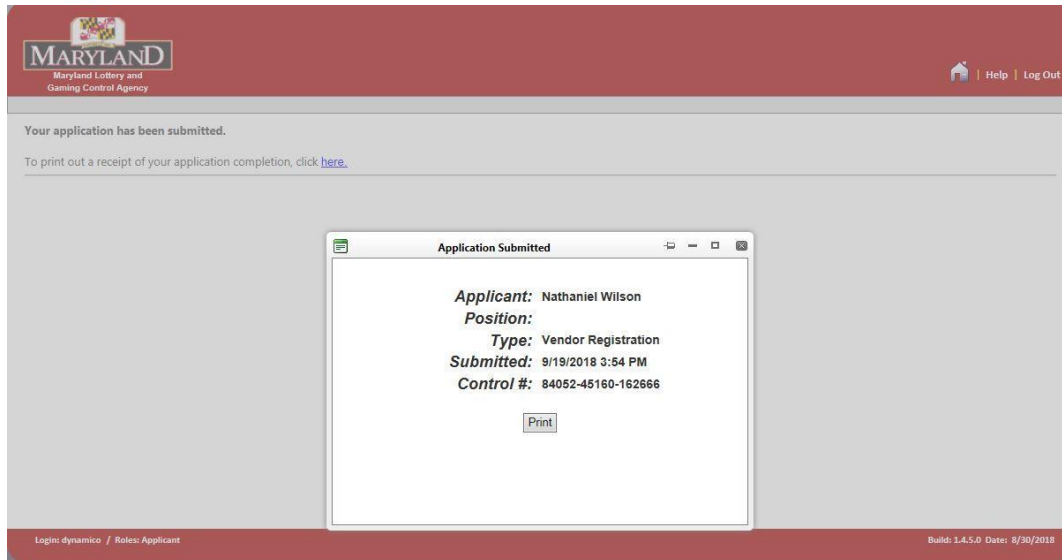 MARYLAND
Maryland Lottery and
Gaming Control Agency
| Help | Log Out
Your application has been submitted.
To print out a receipt of your application completion, click here.
Application Submitted
Applicant: Nathaniel Wilson
Position:
Type: Vendor Registration
Submitted: 9/19/2018 3:54 PM
Control #: 84052-45160-162666
Print
Login: dynamico / Roles: Applicant
Build: 1.4.5.0 Date: 8/30/2018